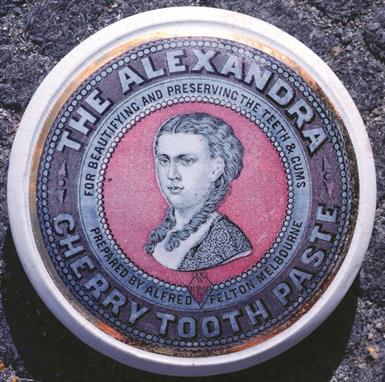 THE ALEXANDRA
FOR BEAUTIFYING AND PRESERVING THE TEETH & GUMS
PREPARED BY ALFRED FELTON MELBOURNE
CHERRY TOOTH PASTE